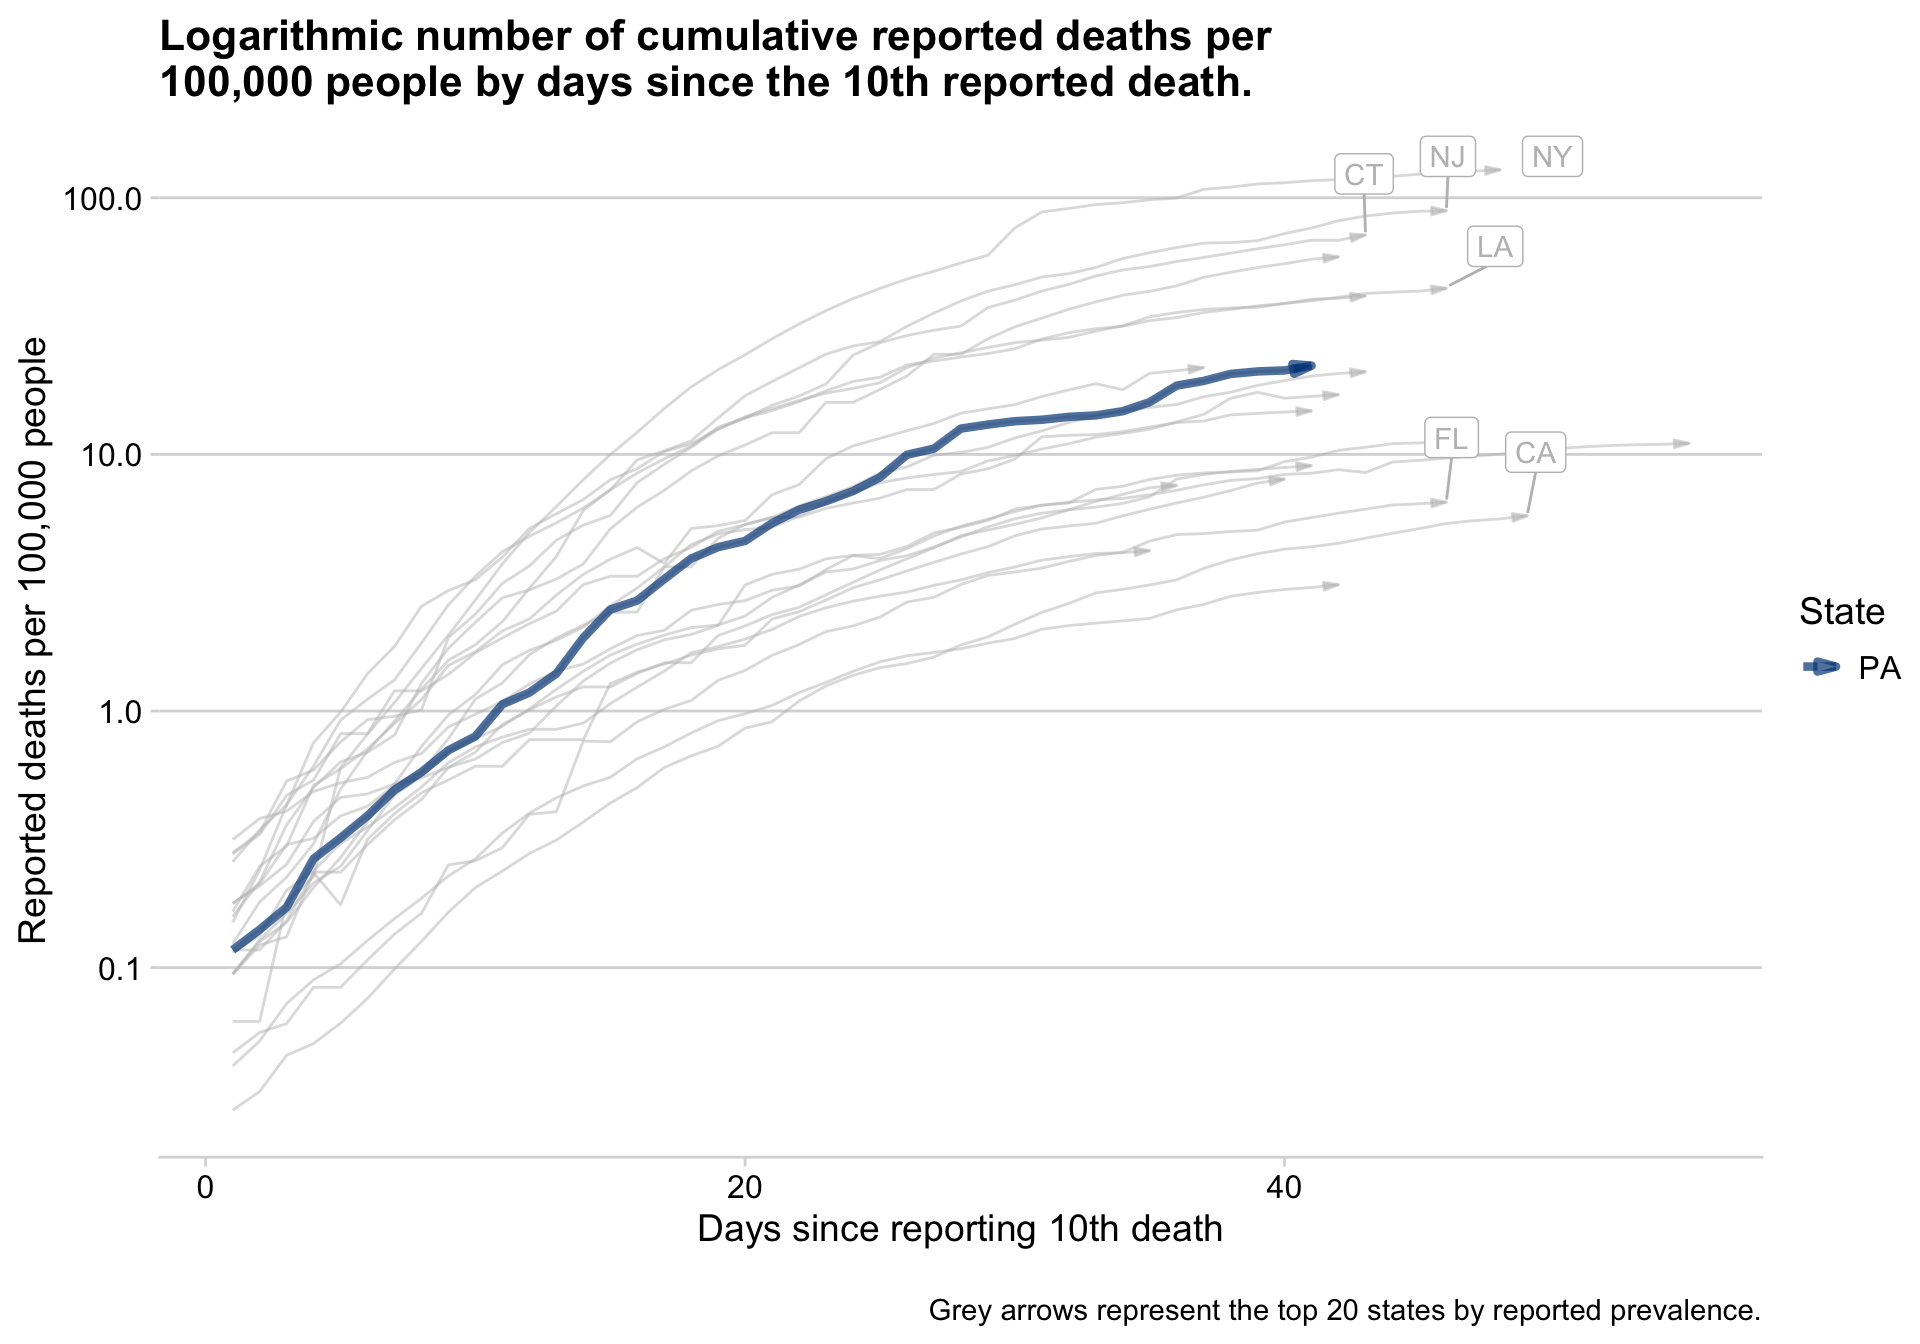 Logarithmic number of cumulative reported deaths per
100,000 people by days since the 10th reported death.
CT
NJ
NY
LA
FL
CA
100.0
10.0
1.0
0.1
Reported deaths per 100,000 people
0
20
40
Days since reporting 10th death
State
PA
Grey arrows represent the top 20 states by reported prevalence.